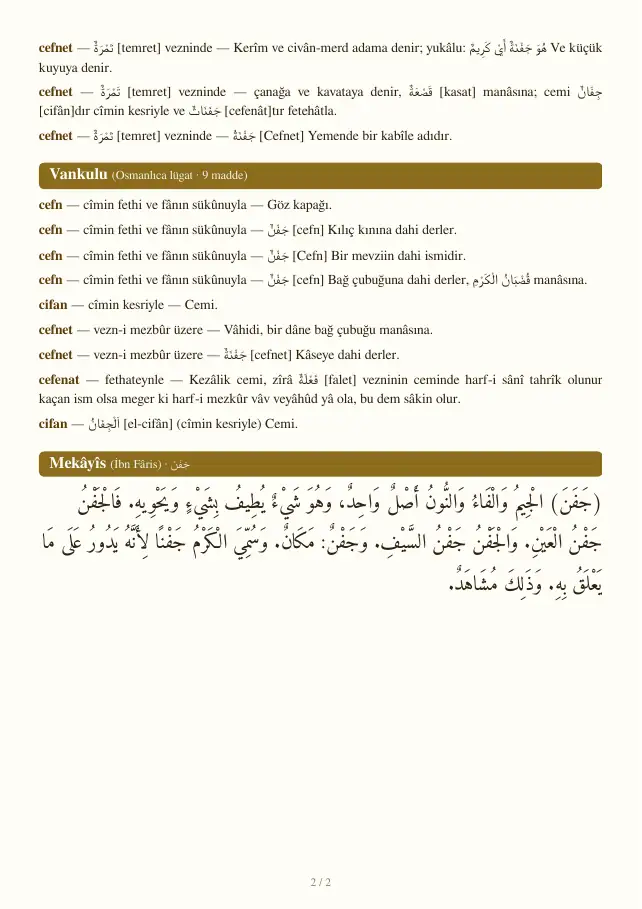 cefnet — تَمْرَةٌ [temret] vezninde — Kerîm ve civân-merd adama denir; yukâlu: هُوَ جَفْنَةٌ أَيْ كَرِيمٌ Ve küçük
kuyuya denir.
cefnet — تَمْرَةٌ [temret] vezninde — çanağa ve kavataya denir, قَصْعَةٌ [kasat] manâsına; cemi جِفَانٌ
[cifân]dır cîmin kesriyle ve جَفَنَاتٌ [cefenât]tır fetehâtla.
cefnet — تَمْرَةٌ [temret] vezninde — جَفْنَةُ [Cefnet] Yemende bir kabîle adıdır.
Vankulu (Osmanlıca lügat · 9 madde)
cefn — cîmin fethi ve fânın sükûnuyla — Göz kapağı.
cefn — cîmin fethi ve fânın sükûnuyla — جَفْنٌ [cefn] Kılıç kınına dahi derler.
cefn — cîmin fethi ve fânın sükûnuyla — جَفْنٌ [Cefn] Bir mevziin dahi ismidir.
cefn — cîmin fethi ve fânın sükûnuyla — جَفْنٌ [cefn] Bağ çubuğuna dahi derler, قُضْبَانُ الْكَرْمِ manâsına.
cifan — cîmin kesriyle — Cemi.
cefnet — vezn-i mezbûr üzere — Vâhidi, bir dâne bağ çubuğu manâsına.
cefnet — vezn-i mezbûr üzere — جَفْنَةٌ [cefnet] Kâseye dahi derler.
cefenat — fethateynle — Kezâlik cemi, zîrâ فَعْلَةٌ [falet] vezninin ceminde harf-i sânî tahrîk olunur
kaçan ism olsa meger ki harf-i mezkûr vâv veyâhûd yâ ola, bu dem sâkin olur.
cifan — اَلْجِفَانُ [el-cifân] (cîmin kesriyle) Cemi.
Mekâyîs (İbn Fâris) · جَفَنَ
(جَفَنَ) الْجِيمُ وَالْفَاءُ وَالنُّونُ أَصْلٌ وَاحِدٌ، وَهُوَ شَيْءٌ يُطِيفُ بِشَيْءٍ وَيَحْوِيهِ. فَالْجَفْنُ
جَفْنُ الْعَيْنِ. وَالْجَفْنُ جَفْنُ السَّيْفِ. وَجَفْنٌ: مَكَانٌ. وَسُمِّيَ الْكَرْمُ جَفْنًا لِأَنَّهُ يَدُورُ عَلَى مَا
يَعْلَقُ بِهِ. وَذَلِكَ مُشَاهَدٌ.
2 / 2